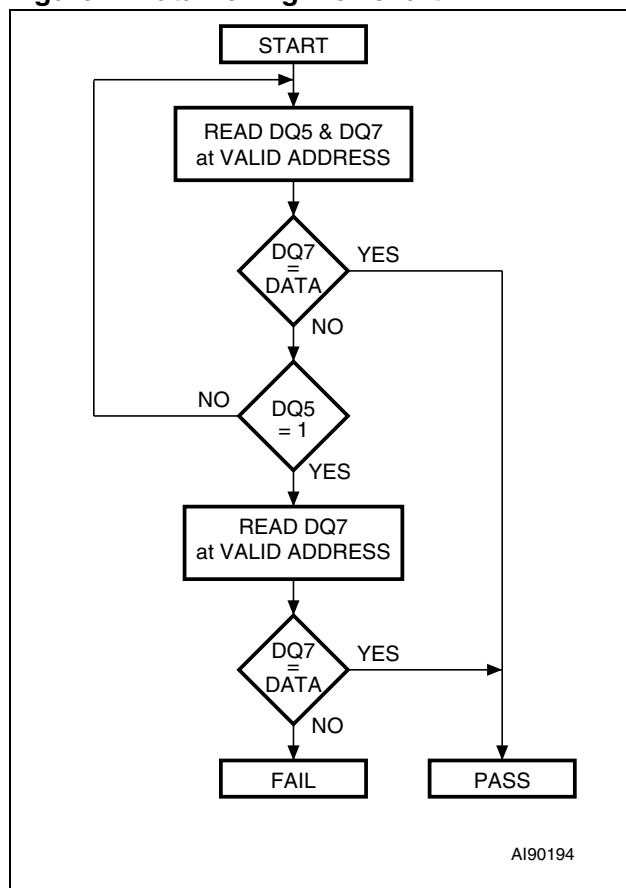 START
READ DQ5 & DQ7
at VALID ADDRESS
DQ7
=
DATA
YES
NO
NO
DQ5
= 1
YES
READ DQ7
at VALID ADDRESS
DQ7
=
DATA
YES
NO
FAIL
PASS
AI90194